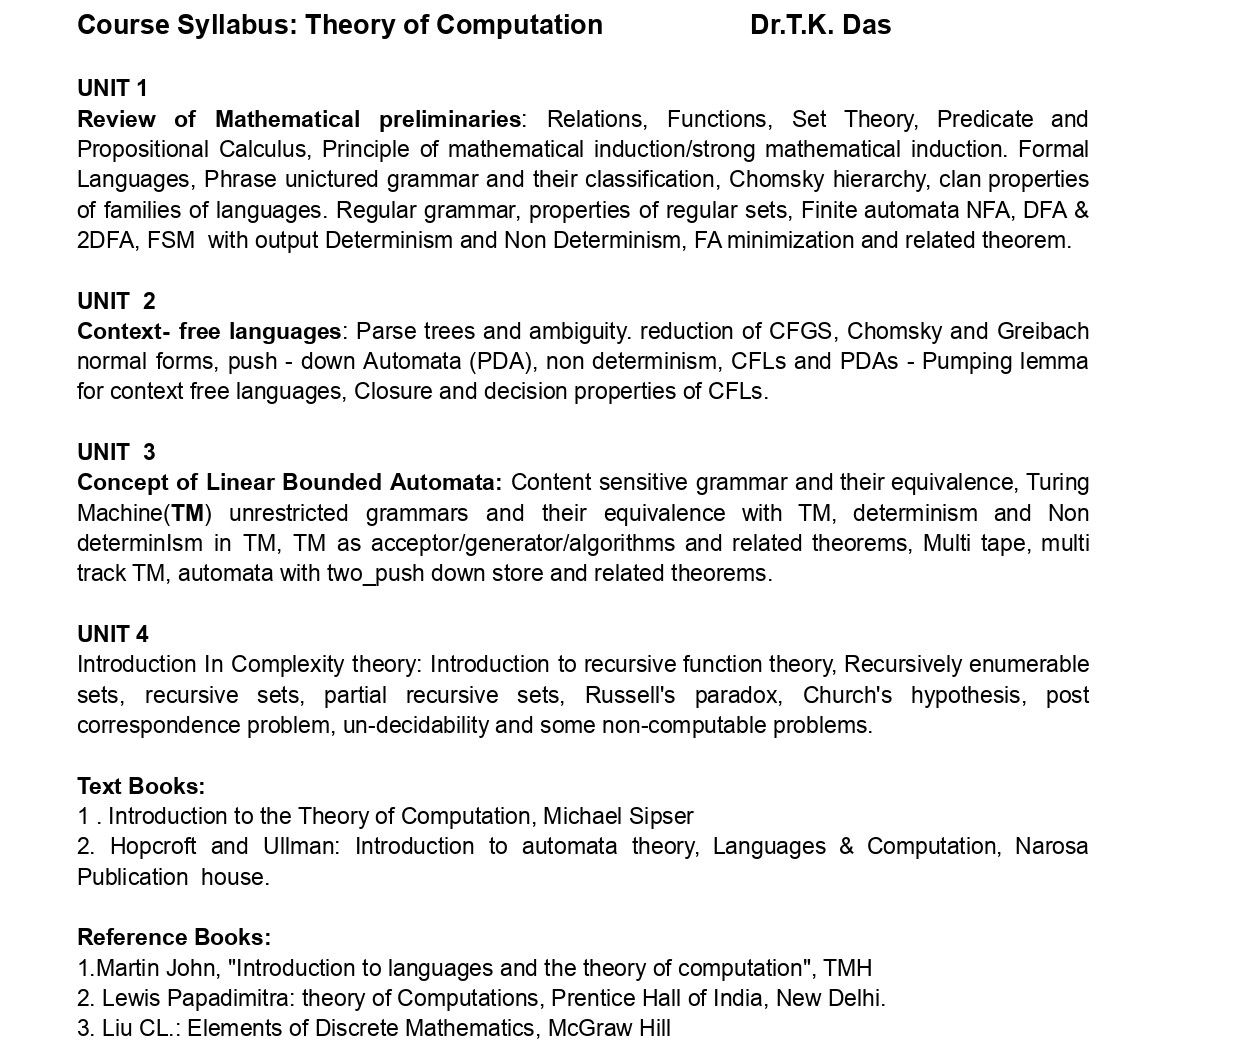 Course Syllabus: Theory of Computation Dr.T.K. Das
UNIT 1
Review of Mathematical preliminaries: Relations, Functions, Set Theory, Predicate and
Propositional Calculus, Principle of mathematical induction/strong mathematical induction. Formal
Languages, Phrase unictured grammar and their classification, Chomsky hierarchy, clan properties
of families of languages. Regular grammar, properties of regular sets, Finite automata NFA, DFA &
2DFA, FSM with output Determinism and Non Determinism, FA minimization and related theorem.
UNIT 2
Context- free languages: Parse trees and ambiguity. reduction of CFGS, Chomsky and Greibach
normal forms, push - down Automata (PDA), non determinism, CFLs and PDAs - Pumping lemma
for context free languages, Closure and decision properties of CFLs.
UNIT 3
Concept of Linear Bounded Automata: Content sensitive grammar and their equivalence, Turing
Machine(TM) unrestricted grammars and their equivalence with TM, determinism and Non
determinIsm in TM, TM as acceptor/generator/algorithms and related theorems, Multi tape, multi
track TM, automata with two_push down store and related theorems.
UNIT 4
Introduction In Complexity theory: Introduction to recursive function theory, Recursively enumerable
sets, recursive sets, partial recursive sets, Russell's paradox, Church's hypothesis, post
correspondence problem, un-decidability and some non-computable problems.
Text Books:
1 . Introduction to the Theory of Computation, Michael Sipser
2. Hopcroft and Ullman: Introduction to automata theory, Languages & Computation, Narosa
Publication house.
Reference Books:
1.Martin John, "Introduction to languages and the theory of computation", TMH
2. Lewis Papadimitra: theory of Computations, Prentice Hall of India, New Delhi.
3. Liu CL.: Elements of Discrete Mathematics, McGraw Hill